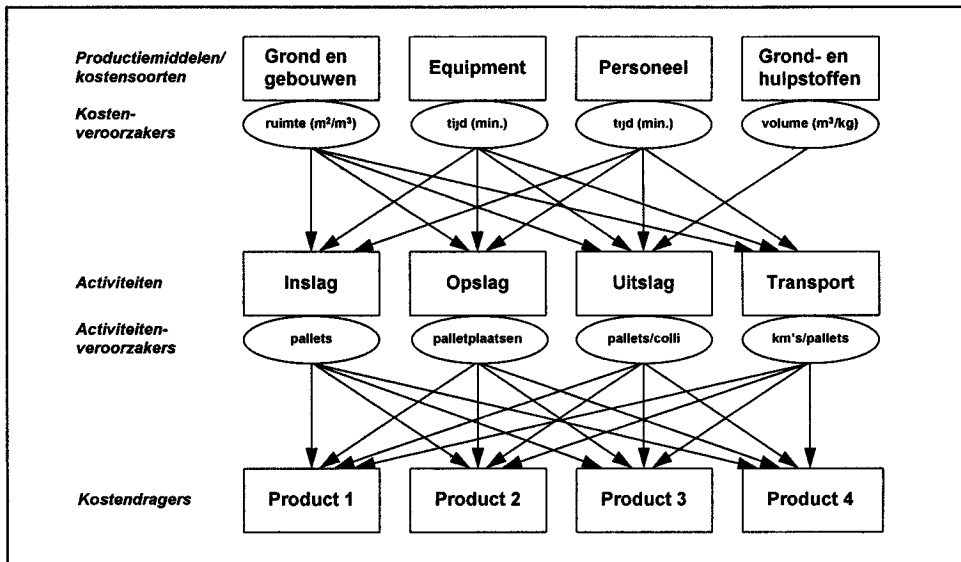 Productiemiddelen/
kostensoorten
Grond en
gebouwen
Equipment
Personeel
Grond- en
hulpstoffen
Kosten-
veroorzakers
ruimte (m²/m³)
tijd (min.)
tijd (min.)
volume (m³/kg)
Activiteiten
Inslag
Opslag
Uitslag
Transport
Activiteiten-
veroorzakers
pallets
palletplaatsen
pallets/colli
km's/pallets
Kostendragers
Product 1
Product 2
Product 3
Product 4